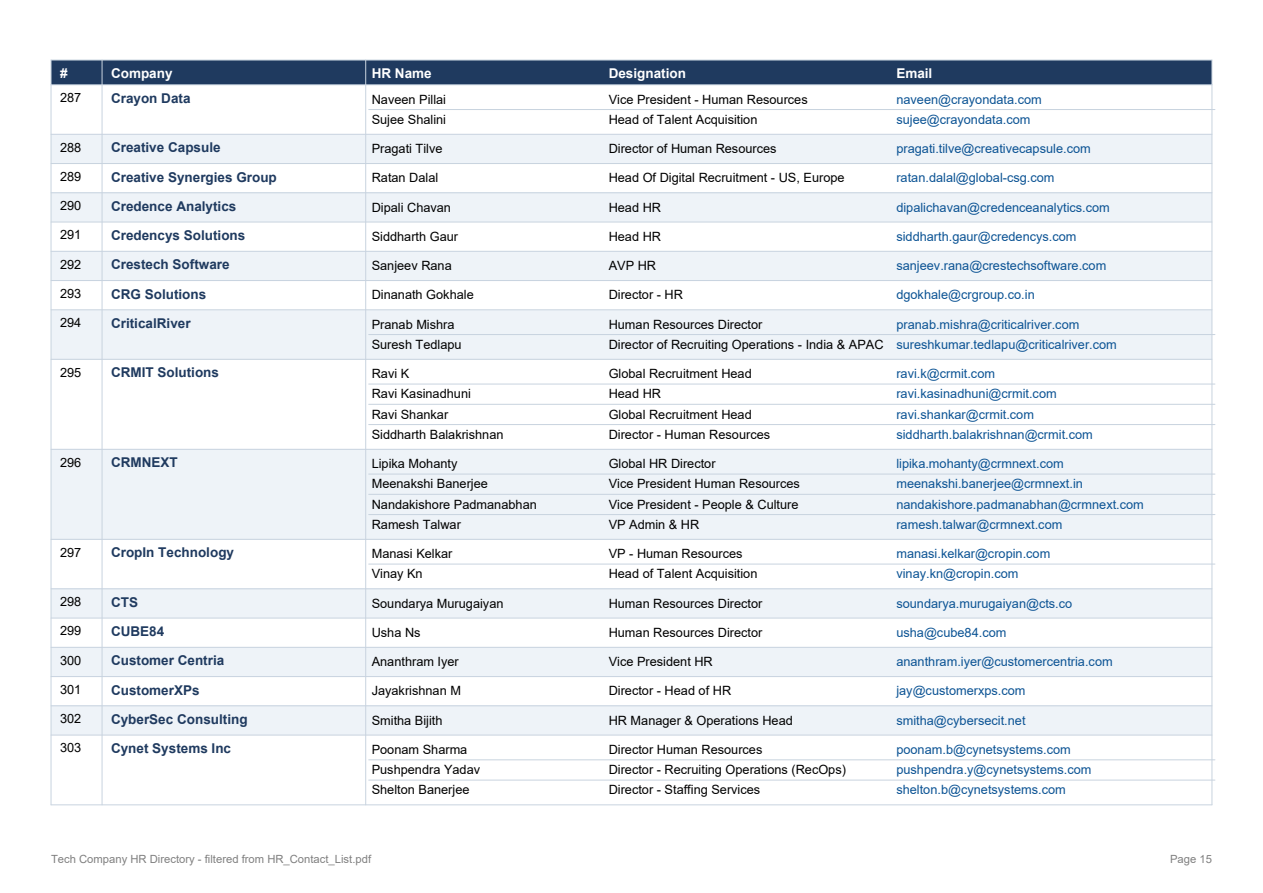 # Company HR Name Designation Email
287 Crayon Data Naveen Pillai Vice President - Human Resources naveen@crayondata.com
Sujee Shalini Head of Talent Acquisition sujee@crayondata.com
288 Creative Capsule Pragati Tilve Director of Human Resources pragati.tilve@creativecapsule.com
289 Creative Synergies Group Ratan Dalal Head Of Digital Recruitment - US, Europe ratan.dalal@global-csg.com
290 Credence Analytics Dipali Chavan Head HR dipalichavan@credenceanalytics.com
291 Credencys Solutions Siddharth Gaur Head HR siddharth.gaur@credencys.com
292 Crestech Software Sanjeev Rana AVP HR sanjeev.rana@crestechsoftware.com
293 CRG Solutions Dinanath Gokhale Director - HR dgokhale@crgroup.co.in
294 CriticalRiver Pranab Mishra Human Resources Director pranab.mishra@criticalriver.com
Suresh Tedlapu Director of Recruiting Operations - India & APAC sureshkumar.tedlapu@criticalriver.com
295 CRMIT Solutions Ravi K Global Recruitment Head ravi.k@crmit.com
Ravi Kasinadhuni Head HR ravi.kasinadhuni@crmit.com
Ravi Shankar Global Recruitment Head ravi.shankar@crmit.com
Siddharth Balakrishnan Director - Human Resources siddharth.balakrishnan@crmit.com
296 CRMNEXT Lipika Mohanty Global HR Director lipika.mohanty@crmnext.com
Meenakshi Banerjee Vice President Human Resources meenakshi.banerjee@crmnext.in
Nandakishore Padmanabhan Vice President - People & Culture nandakishore.padmanabhan@crmnext.com
Ramesh Talwar VP Admin & HR ramesh.talwar@crmnext.com
297 CropIn Technology Manasi Kelkar VP - Human Resources manasi.kelkar@cropin.com
Vinay Kn Head of Talent Acquisition vinay.kn@cropin.com
298 CTS Soundarya Murugaiyan Human Resources Director soundarya.murugaiyan@cts.co
299 CUBE84 Usha Ns Human Resources Director usha@cube84.com
300 Customer Centria Ananthram Iyer Vice President HR ananthram.iyer@customercentria.com
301 CustomerXPs Jayakrishnan M Director - Head of HR jay@customerxps.com
302 CyberSec Consulting Smitha Bijith HR Manager & Operations Head smitha@cybersecit.net
303 Cynet Systems Inc Poonam Sharma Director Human Resources poonam.b@cynetsystems.com
Pushpendra Yadav Director - Recruiting Operations (RecOps) pushpendra.y@cynetsystems.com
Shelton Banerjee Director - Staffing Services shelton.b@cynetsystems.com
Tech Company HR Directory - filtered from HR_Contact_List.pdf Page 15